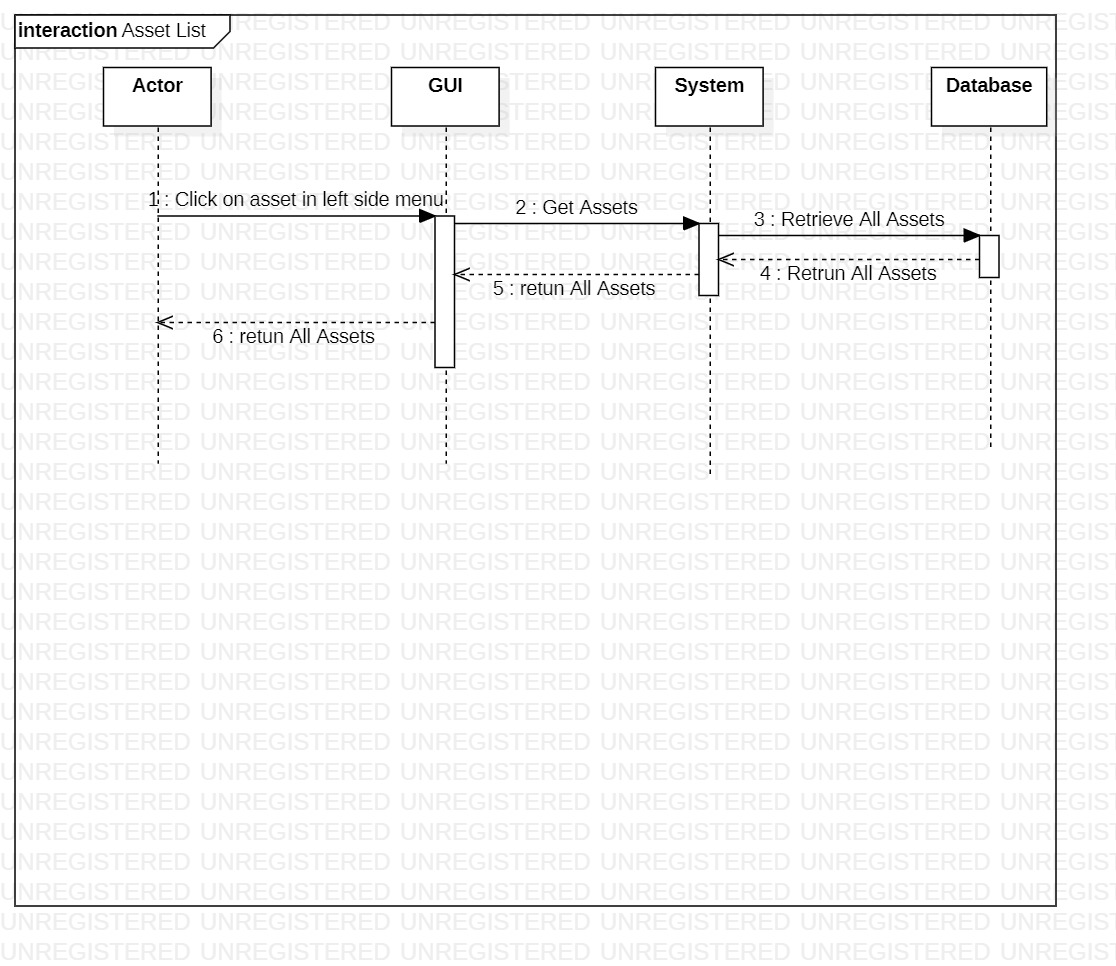 interaction Asset List
Actor
GUI
System
Database
1 : Click on asset in left side menu
2 : Get Assets
3 : Retrieve All Assets
4 : Retrun All Assets
5 : retun All Assets
6 : retun All Assets
UNREGISTERED